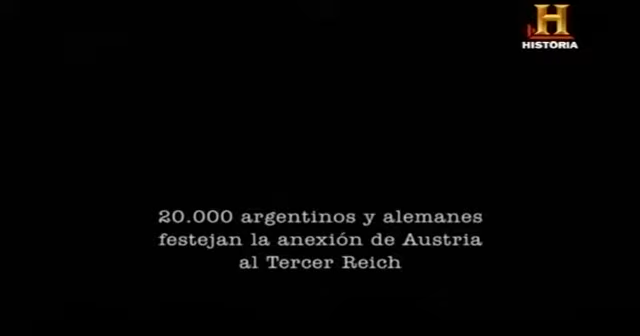 H
HISTORIA
20.000 argentinos y alemanes
festejan la anexión de Austria
al Tercer Reich